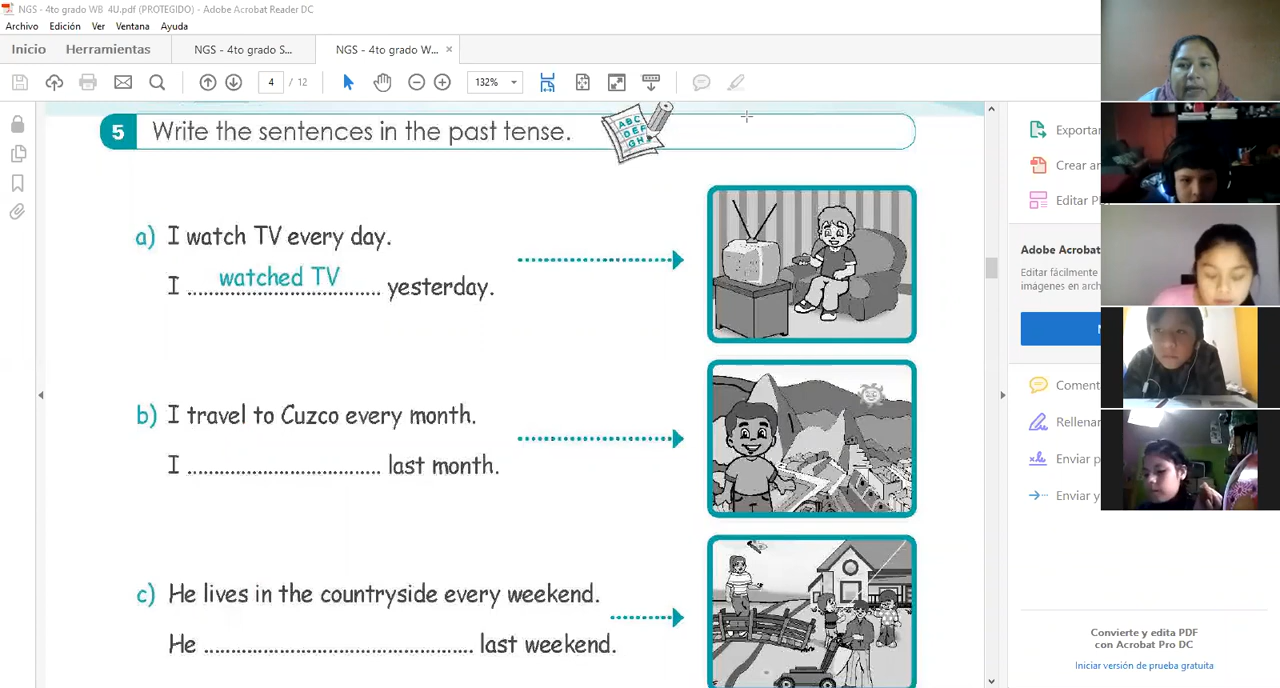 NGS - 4to grado WB 4U.pdf (PROTEGIDO) - Adobe Acrobat Reader DC
Archivo Edición Ver Ventana Ayuda
Inicio Herramientas NGS - 4to grado S... NGS - 4to grado W... ×
4 / 12 132%
5 Write the sentences in the past tense.
ABC
DEF
GH
a) I watch TV every day.
I watched TV yesterday.
b) I travel to Cuzco every month.
I .................................. last month.
c) He lives in the countryside every weekend.
He ................................................ last weekend.
Exportar
Crear ar
Editar P
Adobe Acrobat
Editar fácilmente
imágenes en arch
Coment
Rellenar
Enviar p
Enviar y
Convierte y edita PDF
con Acrobat Pro DC
Iniciar versión de prueba gratuita